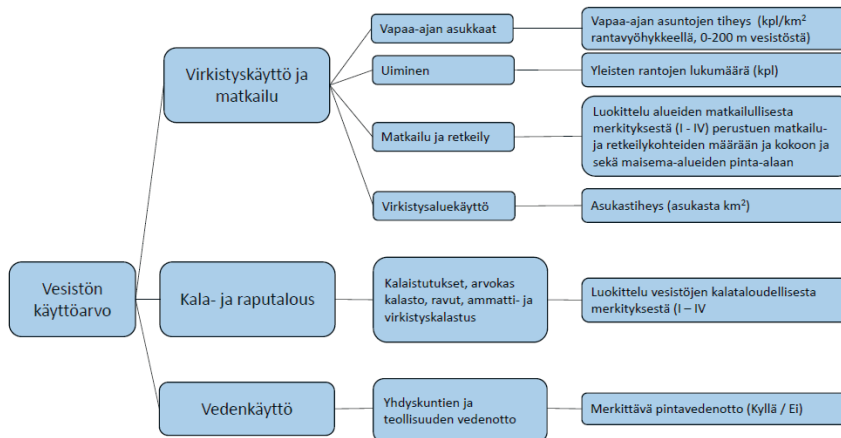 Vesistön
käyttöarvo
Virkistyskäyttö ja
matkailu
Vapaa-ajan asukkaat
Vapaa-ajan asuntojen tiheys (kpl/km²
rantavyöhykkeellä, 0-200 m vesistöstä)
Uiminen
Yleisten rantojen lukumäärä (kpl)
Matkailu ja retkeily
Luokittelu alueiden matkailullisesta
merkityksestä (I - IV) perustuen matkailu-
ja retkeilykohteiden määrään ja kokoon ja
sekä maisema-alueiden pinta-alaan
Virkistysaluekäyttö
Asukastiheys (asukasta km²)
Kala- ja raputalous
Kalaistutukset, arvokas
kalasto, ravut, ammatti- ja
virkistyskalastus
Luokittelu vesistöjen kalataloudellisesta
merkityksestä (I – IV
Vedenkäyttö
Yhdyskuntien ja
teollisuuden vedenotto
Merkittävä pintavedenotto (Kyllä / Ei)